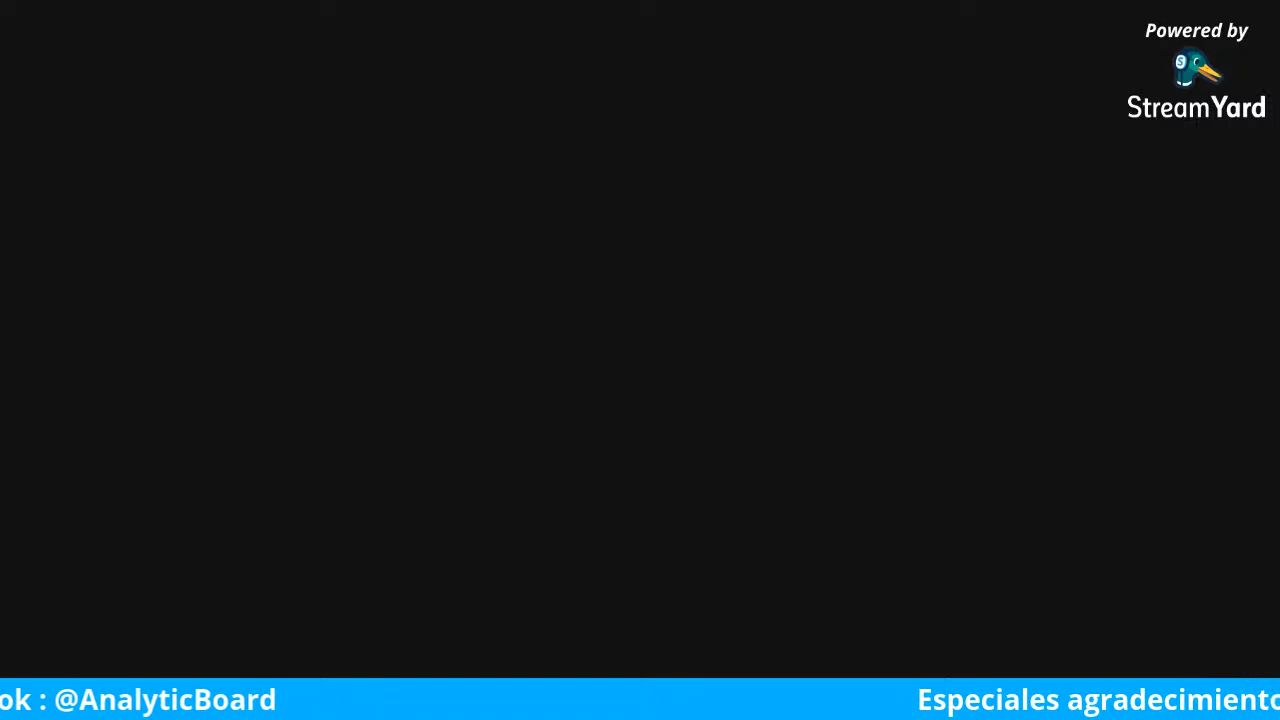 Powered by
S
StreamYard
ok : @AnalyticBoard
Especiales agradecimiento